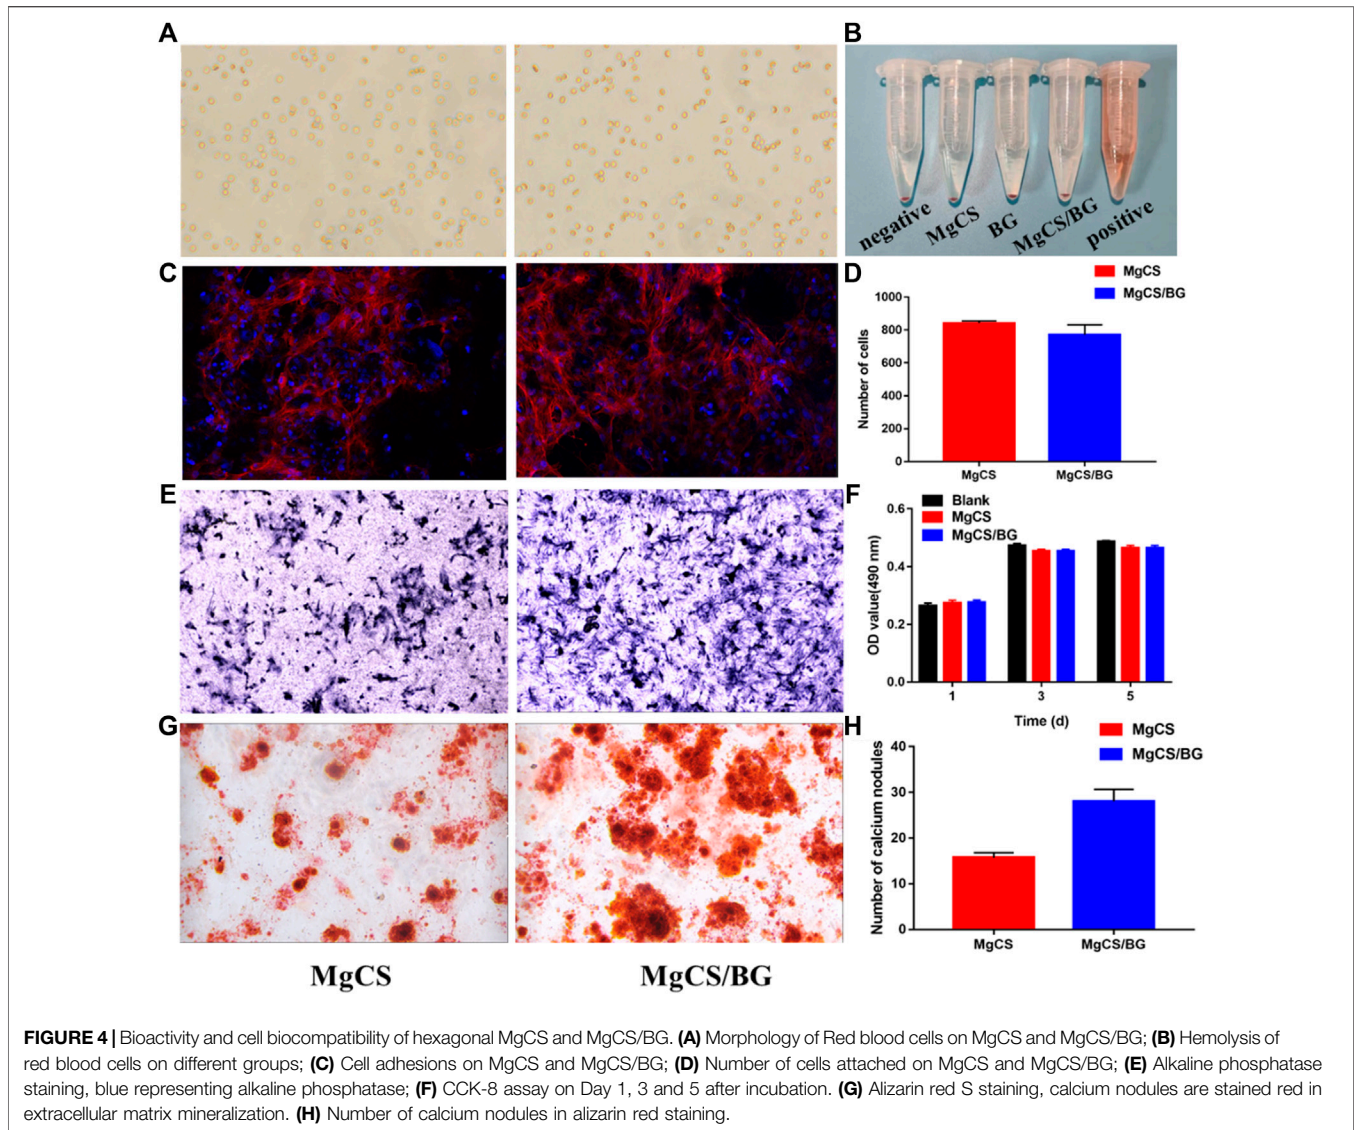 A
B
negative
MgCS
BG
MgCS/BG
positive
C
D
MgCS
MgCS/BG
1000
800
600
400
200
0
Number of cells
MgCS
MgCS/BG
E
F
Blank
MgCS
MgCS/BG
0.6
0.4
0.2
0.0
OD value(490 nm)
1
3
5
Time (d)
G
H
MgCS
MgCS/BG
40
30
20
10
0
Number of calcium nodules
MgCS
MgCS/BG
MgCS
MgCS/BG
FIGURE 4 | Bioactivity and cell biocompatibility of hexagonal MgCS and MgCS/BG. (A) Morphology of Red blood cells on MgCS and MgCS/BG; (B) Hemolysis of
red blood cells on different groups; (C) Cell adhesions on MgCS and MgCS/BG; (D) Number of cells attached on MgCS and MgCS/BG; (E) Alkaline phosphatase
staining, blue representing alkaline phosphatase; (F) CCK-8 assay on Day 1, 3 and 5 after incubation. (G) Alizarin red S staining, calcium nodules are stained red in
extracellular matrix mineralization. (H) Number of calcium nodules in alizarin red staining.